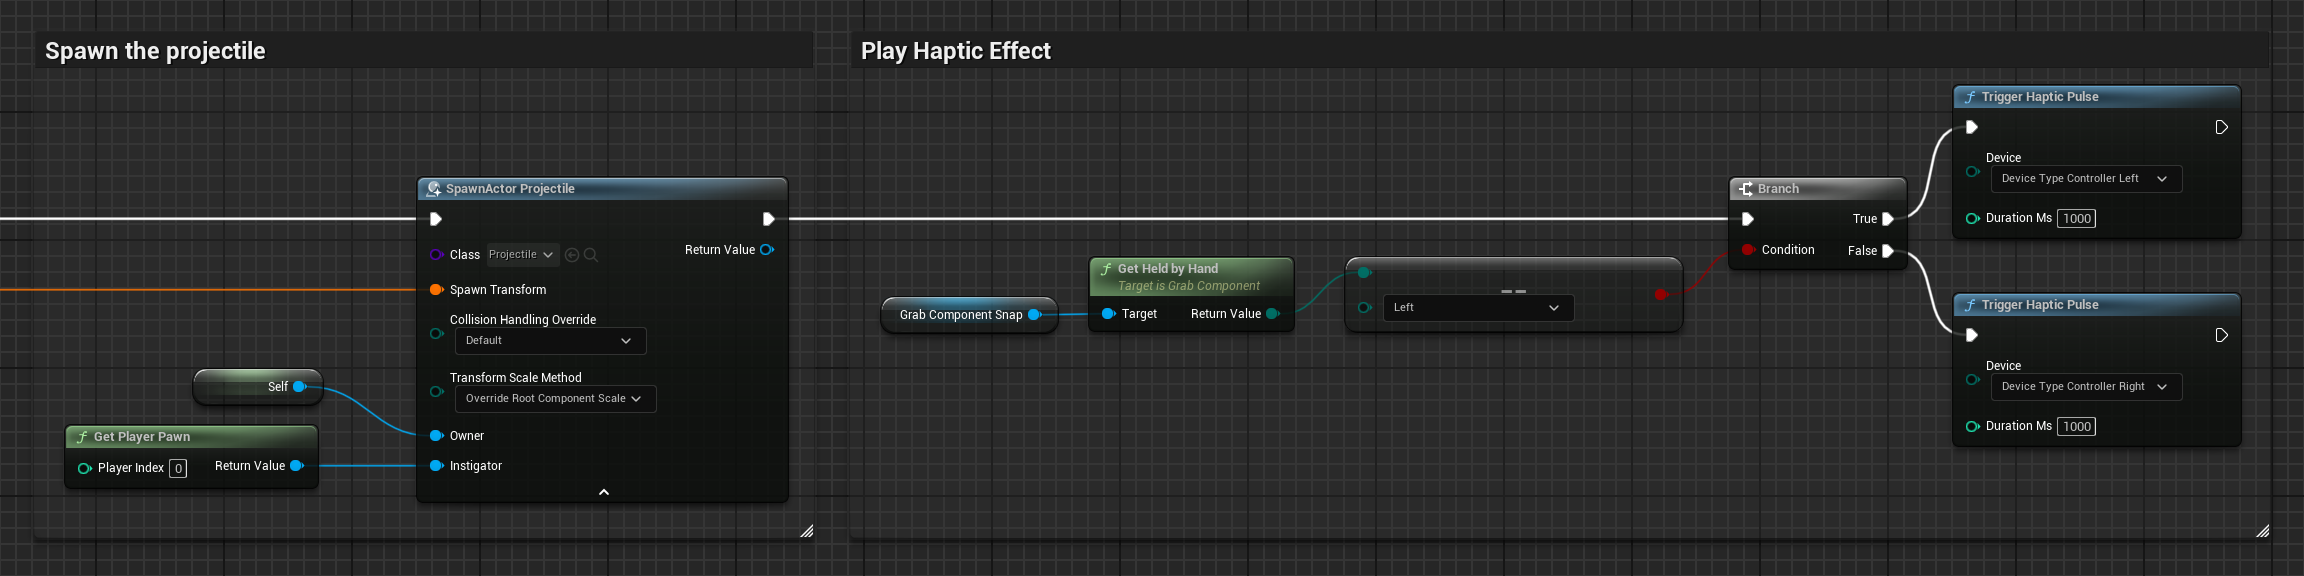 Spawn the projectile
SpawnActor Projectile
Class Projectile
Return Value
Spawn Transform
Collision Handling Override
Default
Transform Scale Method
Override Root Component Scale
Self
Owner
Get Player Pawn
Player Index 0 Return Value
Instigator
Play Haptic Effect
Grab Component Snap
Get Held by Hand
Target is Grab Component
Target Return Value
==
Left
Branch
True
Condition
False
Trigger Haptic Pulse
Device
Device Type Controller Left
Duration Ms 1000
Trigger Haptic Pulse
Device
Device Type Controller Right
Duration Ms 1000